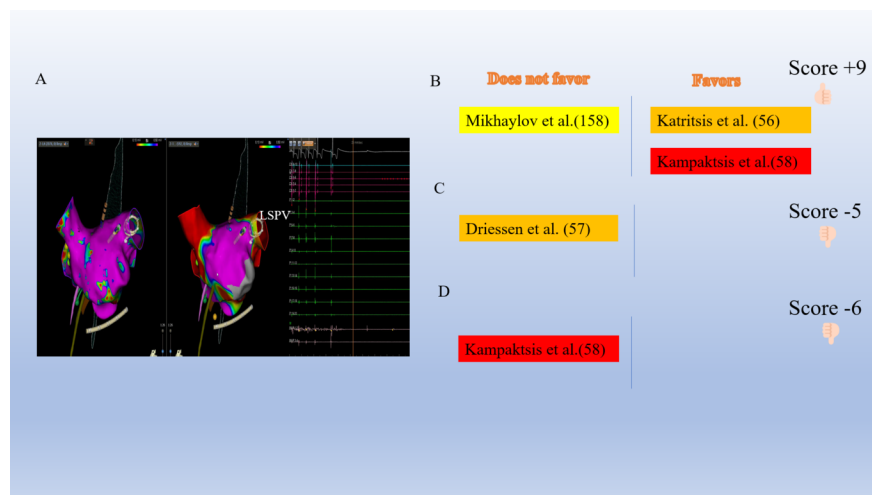 A
B
Does not favor
Favors
Score +9
Mikhaylov et al.(158)
Katritsis et al. (56)
Kampaktsis et al.(58)
C
Driessen et al. (57)
Score -5
D
Score -6
Kampaktsis et al.(58)
LSPV